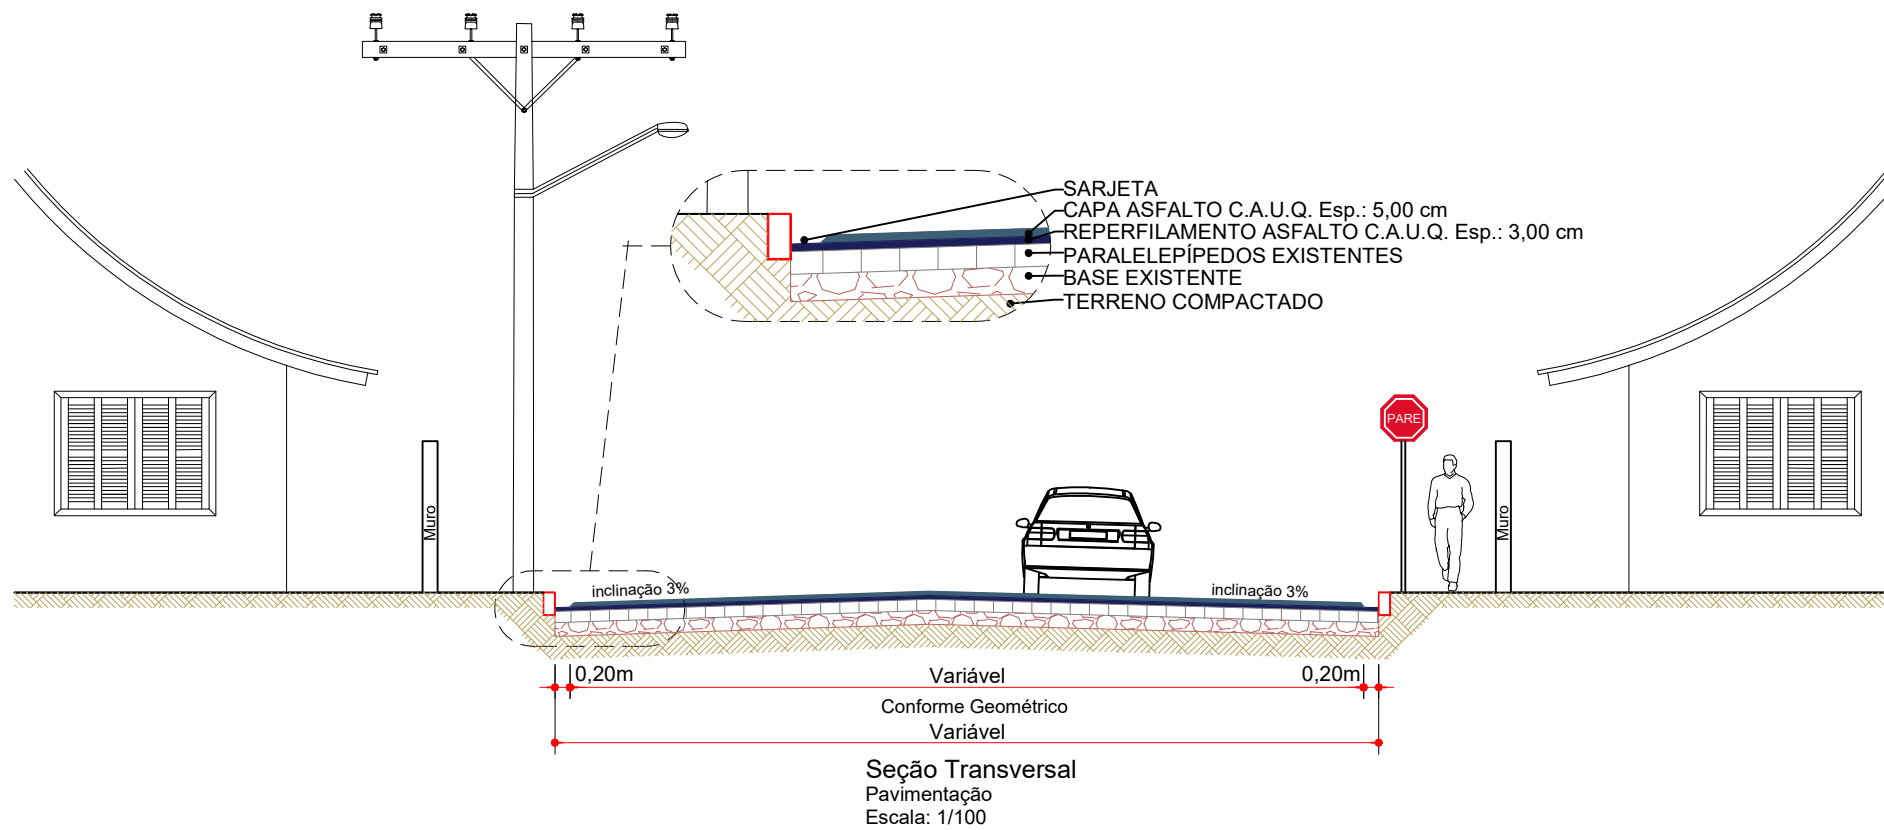 SARJETA
CAPA ASFALTO C.A.U.Q. Esp.: 5,00 cm
REPERFILAMENTO ASFALTO C.A.U.Q. Esp.: 3,00 cm
PARALELEPÍPEDOS EXISTENTES
BASE EXISTENTE
TERRENO COMPACTADO
PARE
Muro
Muro
inclinação 3%
inclinação 3%
0,20m
Variável
0,20m
Conforme Geométrico
Variável
Seção Transversal
Pavimentação
Escala: 1/100